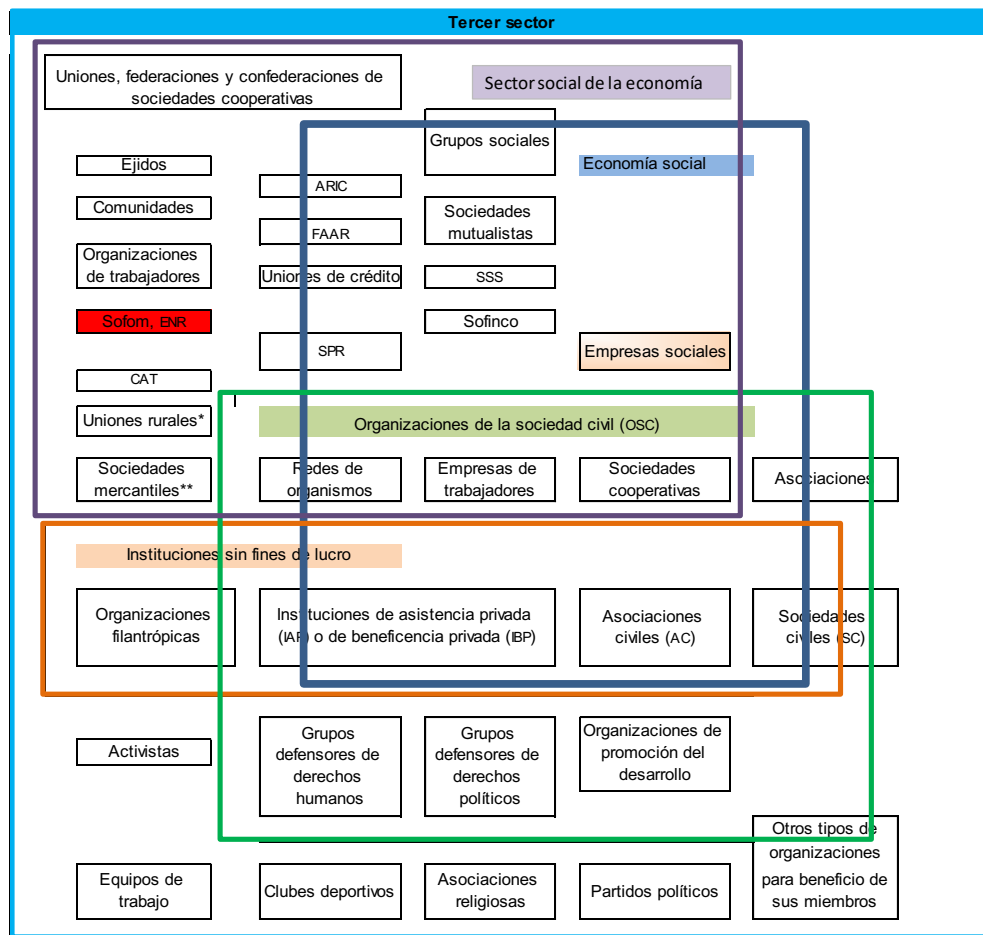 Tercer sector
Uniones, federaciones y confederaciones de
sociedades cooperativas
Sector social de la economía
Grupos sociales
Ejidos
Economía social
ARIC
Comunidades
Sociedades
mutualistas
FAAR
Organizaciones
de trabajadores
Uniones de crédito
SSS
Sofom, ENR
Sofinco
SPR
Empresas sociales
CAT
Uniones rurales*
Organizaciones de la sociedad civil (OSC)
Sociedades
mercantiles**
Redes de
organismos
Empresas de
trabajadores
Sociedades
cooperativas
Asociaciones
Instituciones sin fines de lucro
Organizaciones
filantrópicas
Instituciones de asistencia privada
(IAP) o de beneficencia privada (IBP)
Asociaciones
civiles (AC)
Sociedades
civiles (SC)
Activistas
Grupos
defensores de
derechos
humanos
Grupos
defensores de
derechos
políticos
Organizaciones de
promoción del
desarrollo
Equipos de
trabajo
Clubes deportivos
Asociaciones
religiosas
Partidos políticos
Otros tipos de
organizaciones
para beneficio de
sus miembros